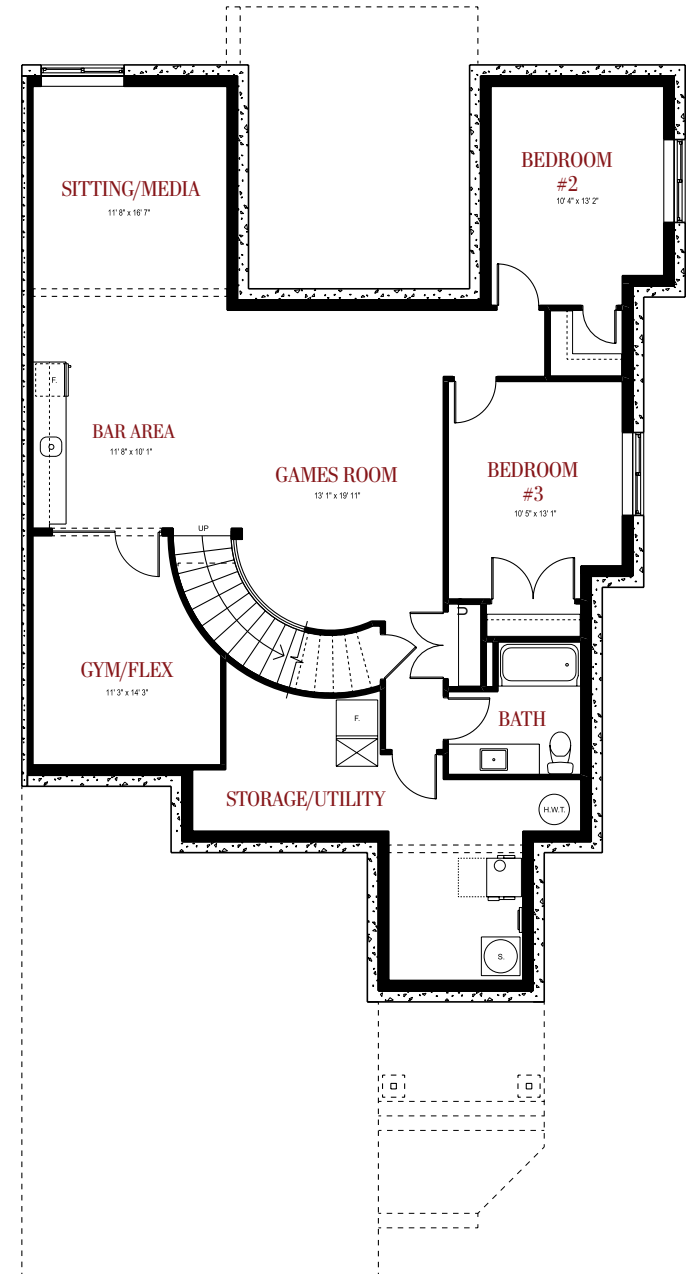 BEDROOM
#2
10' 4" x 13' 2"
SITTING/MEDIA
11' 8" x 16' 7"
F.
BAR AREA
11' 8" x 10' 1"
GAMES ROOM
13' 1" x 19' 11"
BEDROOM
#3
10' 5" x 13' 1"
UP
GYM/FLEX
11' 3" x 14' 3"
F.
BATH
STORAGE/UTILITY
H.W.T.
S.